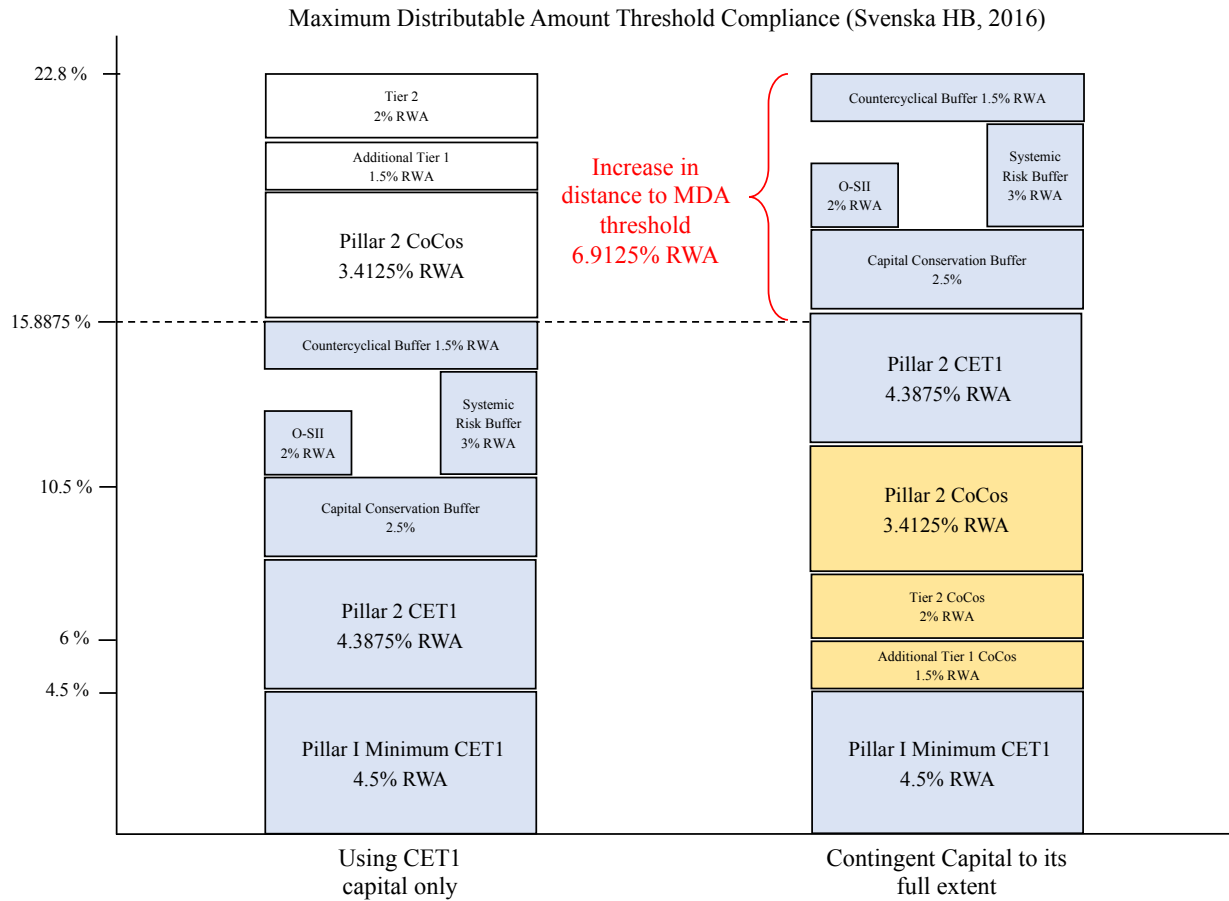 Maximum Distributable Amount Threshold Compliance (Svenska HB, 2016)
22.8 %
15.8875 %
10.5 %
6 %
4.5 %
Tier 2
2% RWA
Additional Tier 1
1.5% RWA
Pillar 2 CoCos
3.4125% RWA
Countercyclical Buffer 1.5% RWA
O-SII
2% RWA
Systemic
Risk Buffer
3% RWA
Capital Conservation Buffer
2.5%
Pillar 2 CET1
4.3875% RWA
Pillar I Minimum CET1
4.5% RWA
Using CET1
capital only
Increase in
distance to MDA
threshold
6.9125% RWA
Countercyclical Buffer 1.5% RWA
O-SII
2% RWA
Systemic
Risk Buffer
3% RWA
Capital Conservation Buffer
2.5%
Pillar 2 CET1
4.3875% RWA
Pillar 2 CoCos
3.4125% RWA
Tier 2 CoCos
2% RWA
Additional Tier 1 CoCos
1.5% RWA
Pillar I Minimum CET1
4.5% RWA
Contingent Capital to its
full extent